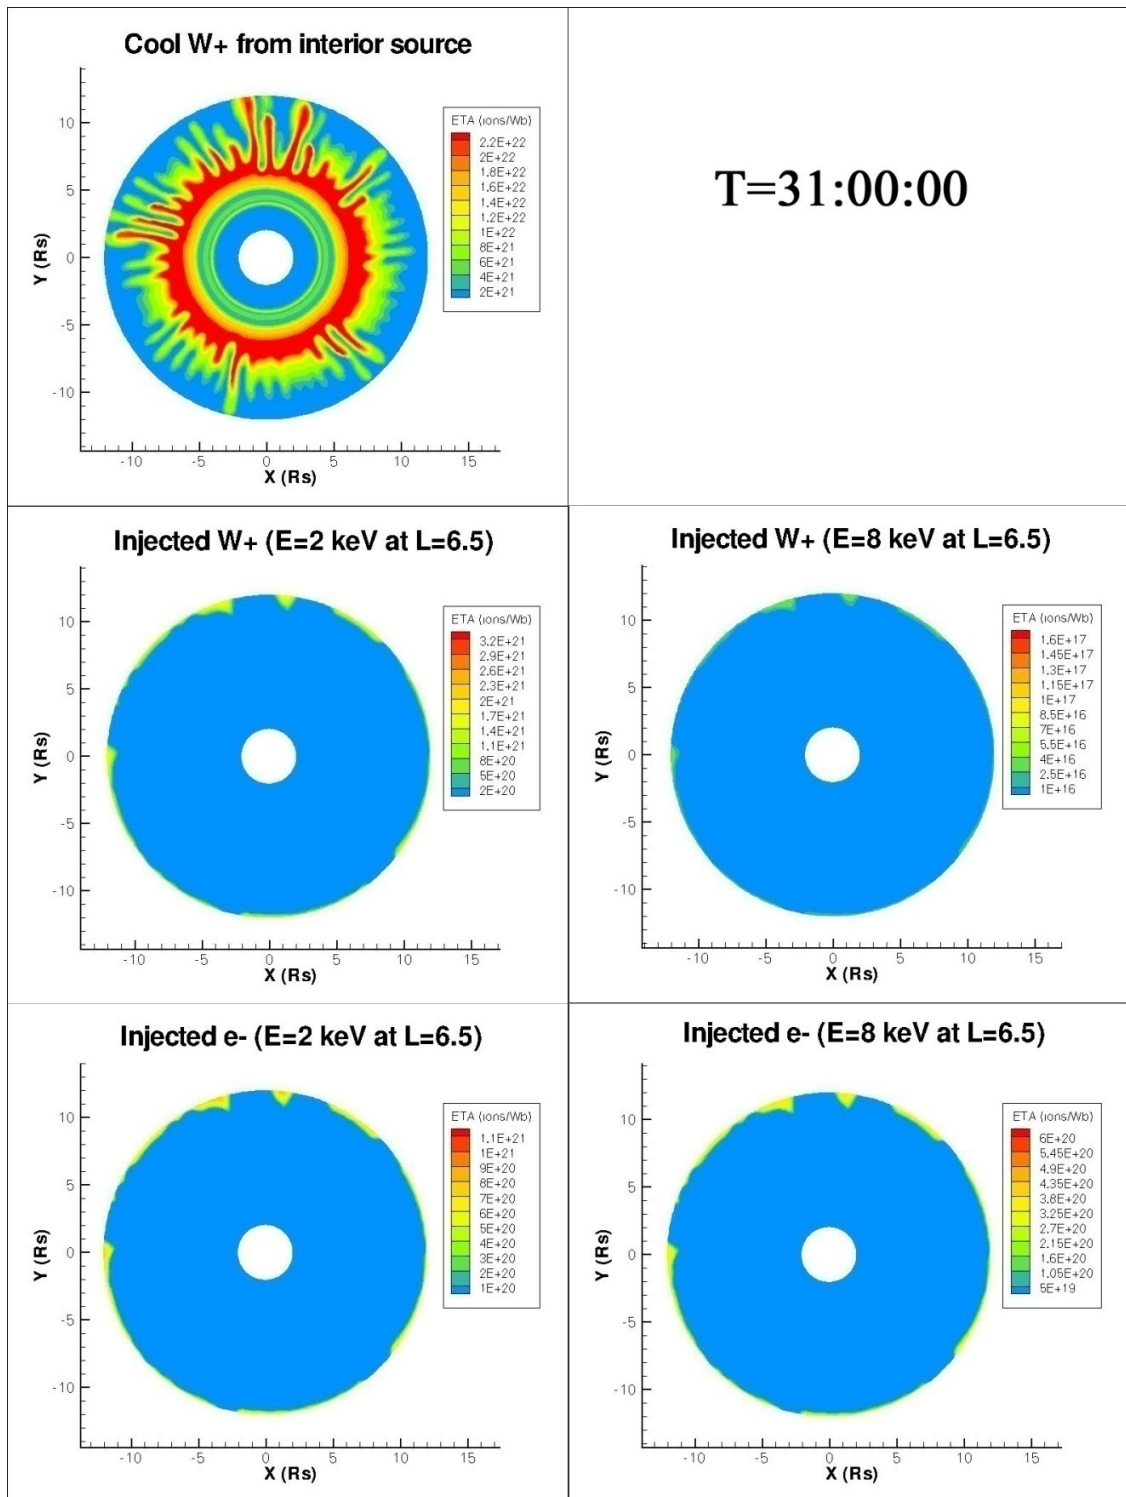 Cool W+ from interior source
ETA (ions/Wb)
2.2E+22
2E+22
1.8E+22
1.6E+22
1.4E+22
1.2E+22
1E+22
8E+21
6E+21
4E+21
2E+21
10
5
0
-5
-10
Y (Rs)
-10 -5 0 5 10 15
X (Rs)
T=31:00:00
Injected W+ (E=2 keV at L=6.5)
ETA (ions/Wb)
3.2E+21
2.9E+21
2.6E+21
2.3E+21
2E+21
1.7E+21
1.4E+21
1.1E+21
8E+20
5E+20
2E+20
10
5
0
-5
-10
Y (Rs)
-10 -5 0 5 10 15
X (Rs)
Injected W+ (E=8 keV at L=6.5)
ETA (ions/Wb)
1.6E+17
1.45E+17
1.3E+17
1.15E+17
1E+17
8.5E+16
7E+16
5.5E+16
4E+16
2.5E+16
1E+16
10
5
0
-5
-10
Y (Rs)
-10 -5 0 5 10 15
X (Rs)
Injected e- (E=2 keV at L=6.5)
ETA (ions/Wb)
1.1E+21
1E+21
9E+20
8E+20
7E+20
6E+20
5E+20
4E+20
3E+20
2E+20
1E+20
10
5
0
-5
-10
Y (Rs)
-10 -5 0 5 10 15
X (Rs)
Injected e- (E=8 keV at L=6.5)
ETA (ions/Wb)
6E+20
5.45E+20
4.9E+20
4.35E+20
3.8E+20
3.25E+20
2.7E+20
2.15E+20
1.6E+20
1.05E+20
5E+19
10
5
0
-5
-10
Y (Rs)
-10 -5 0 5 10 15
X (Rs)